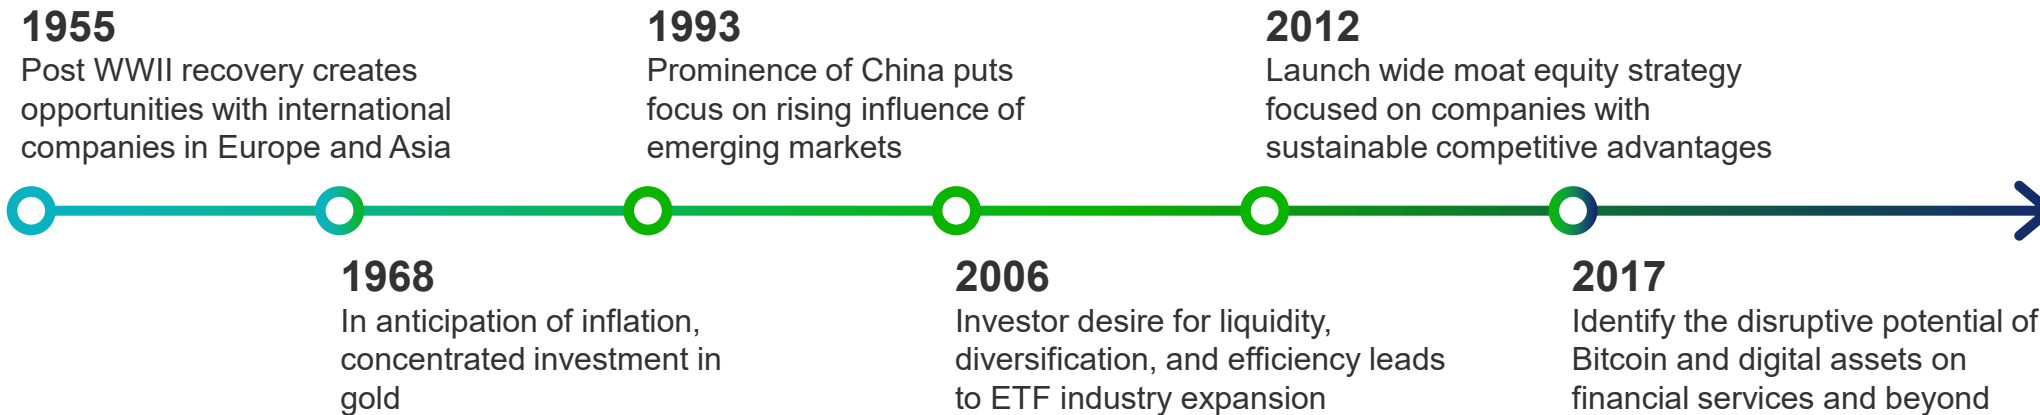 1955
Post WWII recovery creates
opportunities with international
companies in Europe and Asia
1968
In anticipation of inflation,
concentrated investment in
gold
1993
Prominence of China puts
focus on rising influence of
emerging markets
2006
Investor desire for liquidity,
diversification, and efficiency leads
to ETF industry expansion
2012
Launch wide moat equity strategy
focused on companies with
sustainable competitive advantages
2017
Identify the disruptive potential of
Bitcoin and digital assets on
financial services and beyond